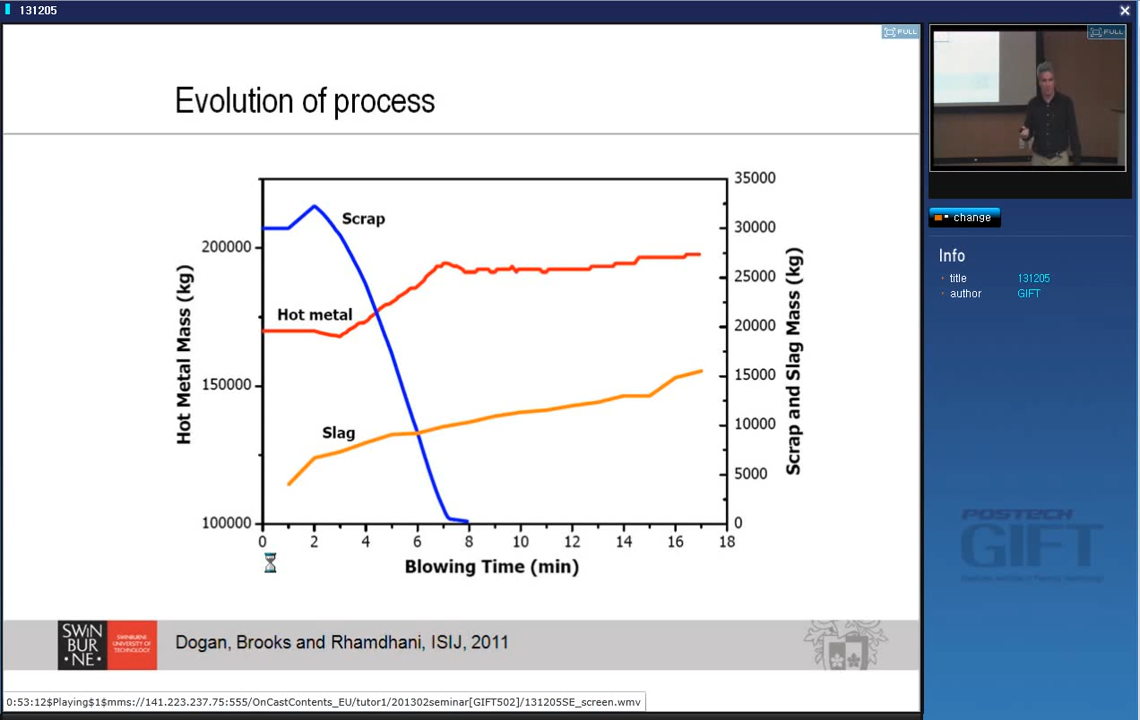 131205
FULL
FULL
Evolution of process
change
Info
title 131205
author GIFT
35000
30000
25000
20000
15000
10000
5000
0
Scrap and Slag Mass (kg)
200000
150000
100000
Hot Metal Mass (kg)
Scrap
Hot metal
Slag
0 2 4 6 8 10 12 14 16 18
Blowing Time (min)
POSTECH
GIFT
SWiN
BUR
•NE•
SWINBURNE
UNIVERSITY OF
TECHNOLOGY
Dogan, Brooks and Rhamdhani, ISIJ, 2011
0:53:12$Playing$1$mms://141.223.237.75:555/OnCastContents_EU/tutor1/201302seminar[GIFT502]/131205SE_screen.wmv